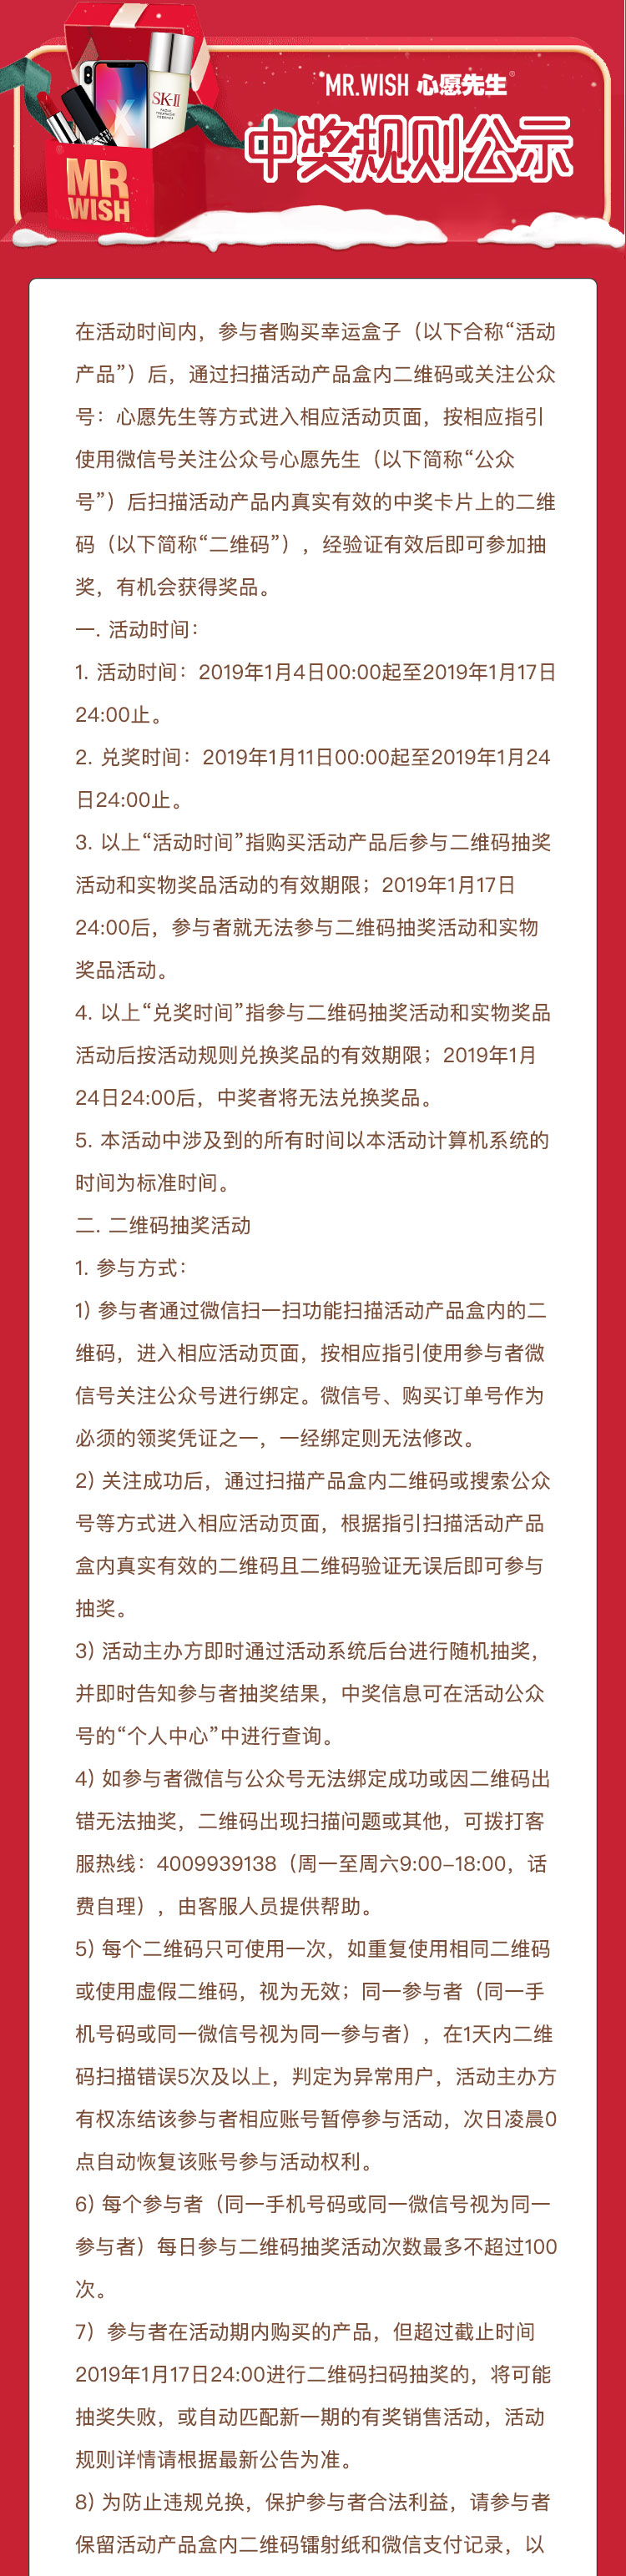 MR.WISH 心愿先生®
中奖规则公示
SK-II
X
MR
WISH
在活动时间内，参与者购买幸运盒子（以下合称“活动
产品”）后，通过扫描活动产品盒内二维码或关注公众
号：心愿先生等方式进入相应活动页面，按相应指引
使用微信号关注公众号心愿先生（以下简称“公众
号”）后扫描活动产品内真实有效的中奖卡片上的二维
码（以下简称“二维码”），经验证有效后即可参加抽
奖，有机会获得奖品。
一. 活动时间：
1. 活动时间：2019年1月4日00:00起至2019年1月17日
24:00止。
2. 兑奖时间：2019年1月11日00:00起至2019年1月24
日24:00止。
3. 以上“活动时间”指购买活动产品后参与二维码抽奖
活动和实物奖品活动的有效期限；2019年1月17日
24:00后，参与者就无法参与二维码抽奖活动和实物
奖品活动。
4. 以上“兑奖时间”指参与二维码抽奖活动和实物奖品
活动后按活动规则兑换奖品的有效期限；2019年1月
24日24:00后，中奖者将无法兑换奖品。
5. 本活动中涉及到的所有时间以本活动计算机系统的
时间为标准时间。
二. 二维码抽奖活动
1. 参与方式：
1) 参与者通过微信扫一扫功能扫描活动产品盒内的二
维码，进入相应活动页面，按相应指引使用参与者微
信号关注公众号进行绑定。微信号、购买订单号作为
必须的领奖凭证之一，一经绑定则无法修改。
2) 关注成功后，通过扫描产品盒内二维码或搜索公众
号等方式进入相应活动页面，根据指引扫描活动产品
盒内真实有效的二维码且二维码验证无误后即可参与
抽奖。
3) 活动主办方即时通过活动系统后台进行随机抽奖，
并即时告知参与者抽奖结果，中奖信息可在活动公众
号的“个人中心”中进行查询。
4) 如参与者微信与公众号无法绑定成功或因二维码出
错无法抽奖，二维码出现扫描问题或其他，可拨打客
服热线：4009939138（周一至周六9:00-18:00，话
费自理），由客服人员提供帮助。
5) 每个二维码只可使用一次，如重复使用相同二维码
或使用虚假二维码，视为无效；同一参与者（同一手
机号码或同一微信号视为同一参与者），在1天内二维
码扫描错误5次及以上，判定为异常用户，活动主办方
有权冻结该参与者相应账号暂停参与活动，次日凌晨0
点自动恢复该账号参与活动权利。
6) 每个参与者（同一手机号码或同一微信号视为同一
参与者）每日参与二维码抽奖活动次数最多不超过100
次。
7）参与者在活动期内购买的产品，但超过截止时间
2019年1月17日24:00进行二维码扫码抽奖的，将可能
抽奖失败，或自动匹配新一期的有奖销售活动，活动
规则详情请根据最新公告为准。
8) 为防止违规兑换，保护参与者合法利益，请参与者
保留活动产品盒内二维码镭射纸和微信支付记录，以